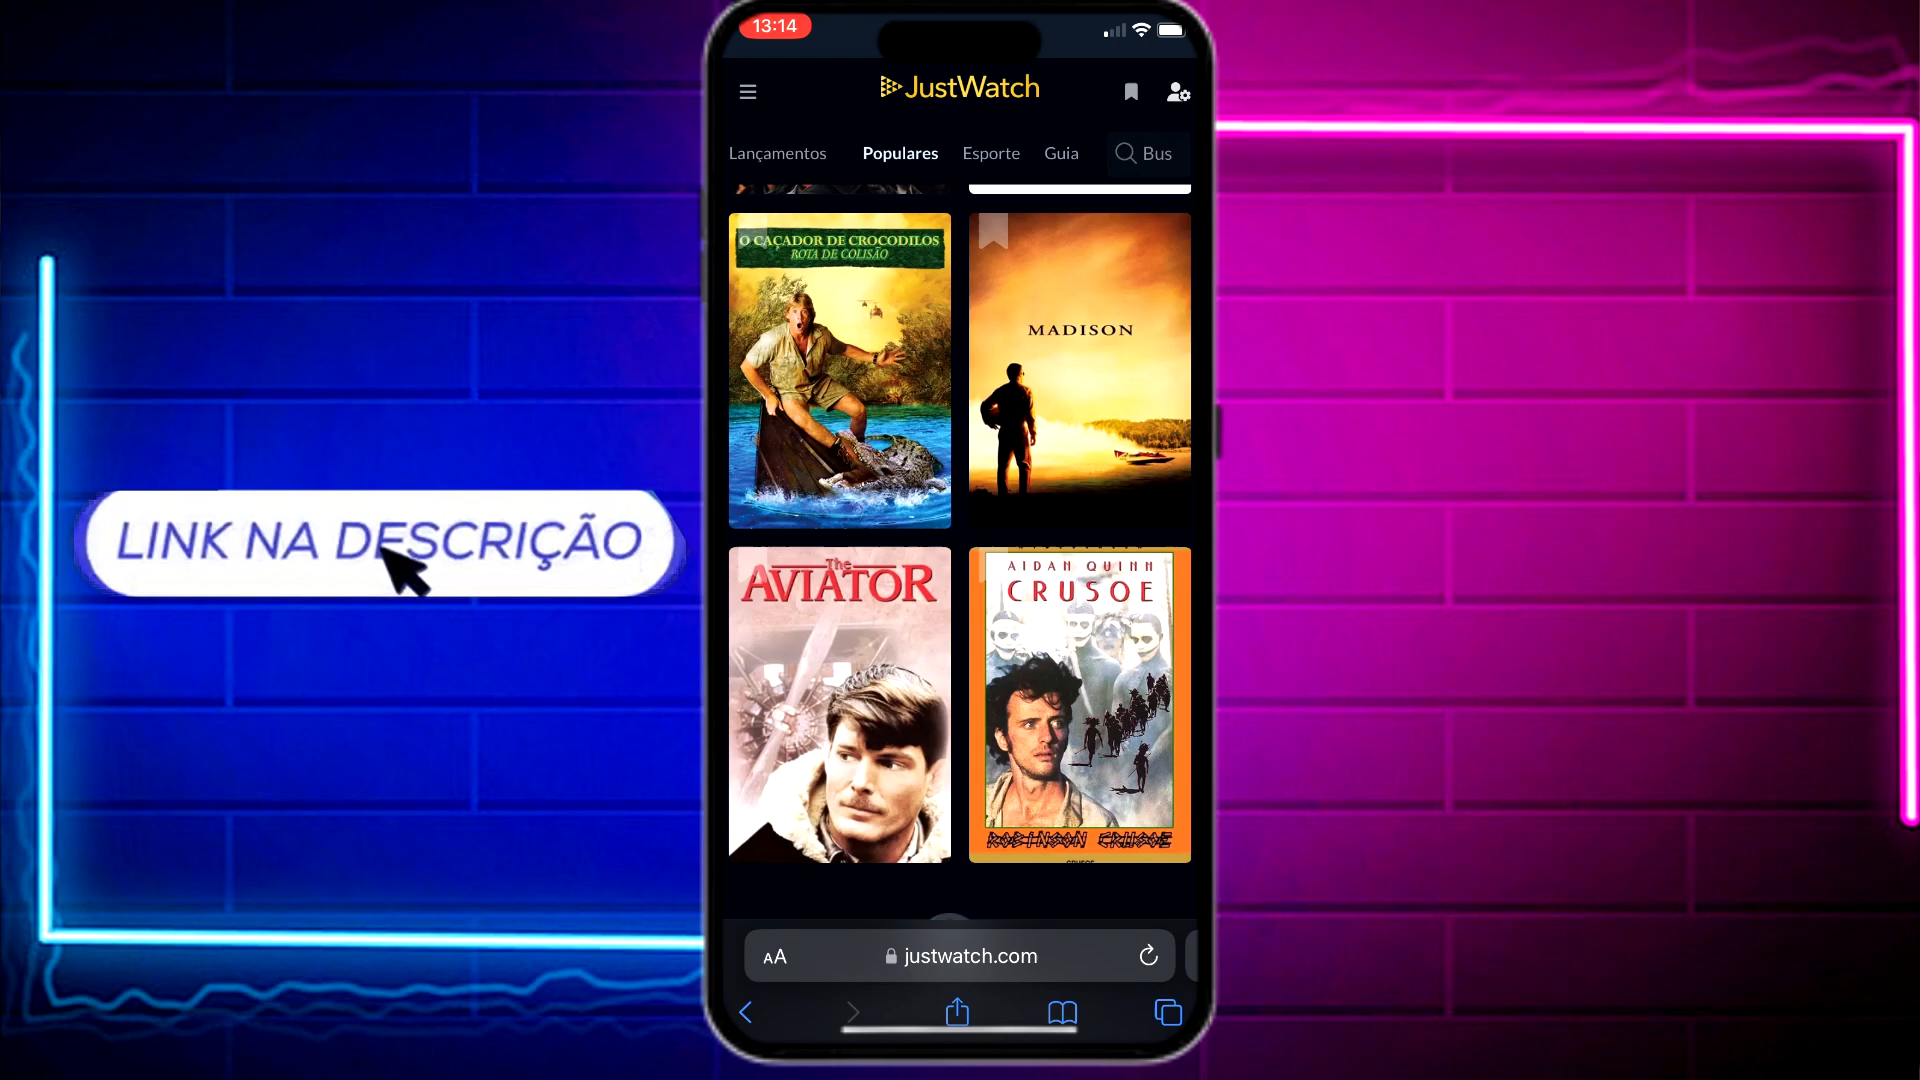 13:14
JustWatch
Lançamentos Populares Esporte Guia Bus
O CAÇADOR DE CROCODILOS
ROTA DE COLISÃO
MADISON
LINK NA DESCRIÇÃO
The
AVIATOR
AIDAN QUINN
CRUSOE
ROBINSON CRUSOE
CRUSOE
AA justwatch.com